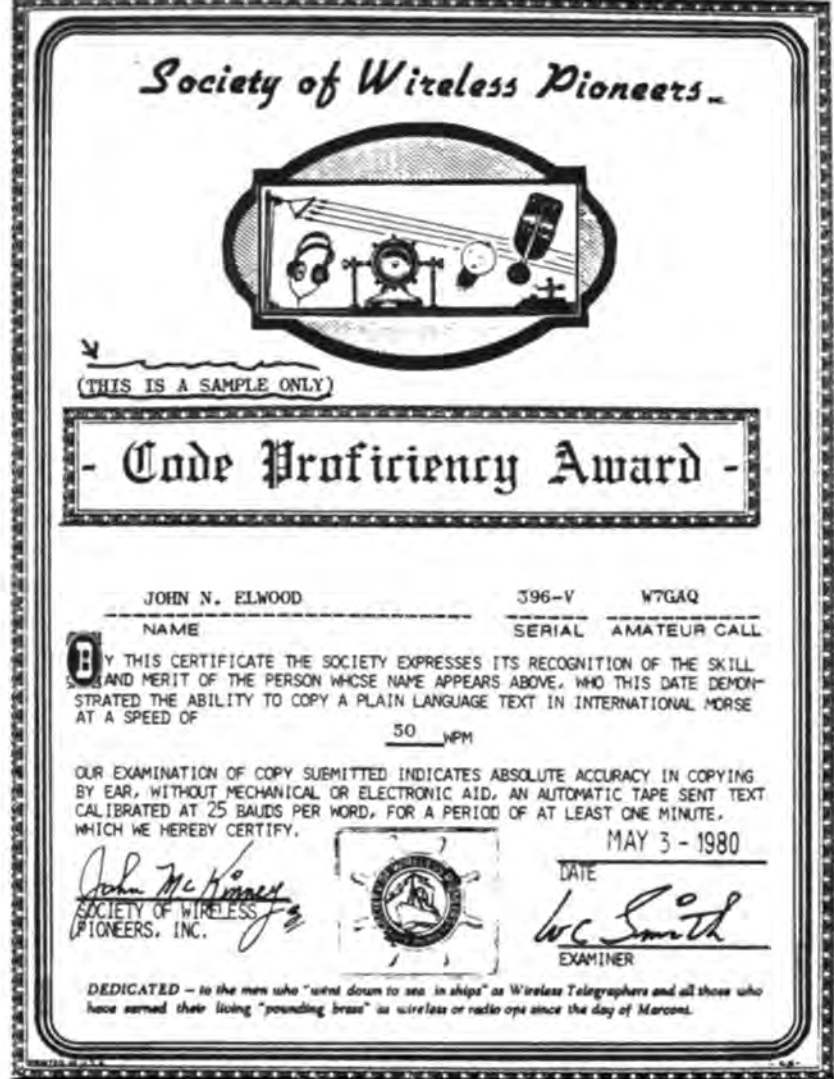 Society of Wireless Pioneers
(THIS IS A SAMPLE ONLY)
- Code Proficiency Award -
JOHN N. ELWOOD 396-V W7GAQ
NAME SERIAL AMATEUR CALL
BY THIS CERTIFICATE THE SOCIETY EXPRESSES ITS RECOGNITION OF THE SKILL
AND MERIT OF THE PERSON WHOSE NAME APPEARS ABOVE, WHO THIS DATE DEMON-
STRATED THE ABILITY TO COPY A PLAIN LANGUAGE TEXT IN INTERNATIONAL MORSE
AT A SPEED OF
50 WPM
OUR EXAMINATION OF COPY SUBMITTED INDICATES ABSOLUTE ACCURACY IN COPYING
BY EAR, WITHOUT MECHANICAL OR ELECTRONIC AID, AN AUTOMATIC TAPE SENT TEXT
CALIBRATED AT 25 BAUDS PER WORD, FOR A PERIOD OF AT LEAST ONE MINUTE,
WHICH WE HEREBY CERTIFY.
MAY 3 - 1980
DATE
John McKinney
SOCIETY OF WIRELESS
PIONEERS, INC.
WC Smith
EXAMINER
DEDICATED — to the men who "went down to sea in ships" as Wireless Telegraphers and all those who
have earned their living "pounding brass" as wireless or radio ops since the day of Marconi.